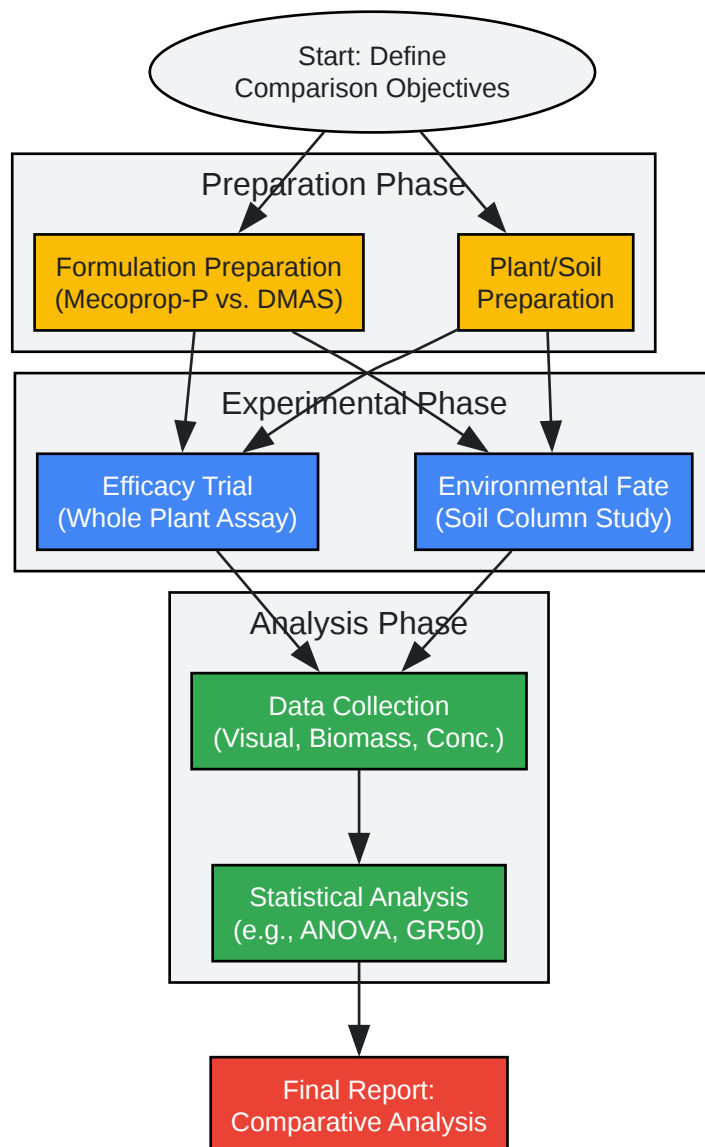 Start: Define
Comparison Objectives
Preparation Phase
Formulation Preparation
(Mecoprop-P vs. DMAS)
Plant/Soil
Preparation
Experimental Phase
Efficacy Trial
(Whole Plant Assay)
Environmental Fate
(Soil Column Study)
Analysis Phase
Data Collection
(Visual, Biomass, Conc.)
Statistical Analysis
(e.g., ANOVA, GR50)
Final Report:
Comparative Analysis